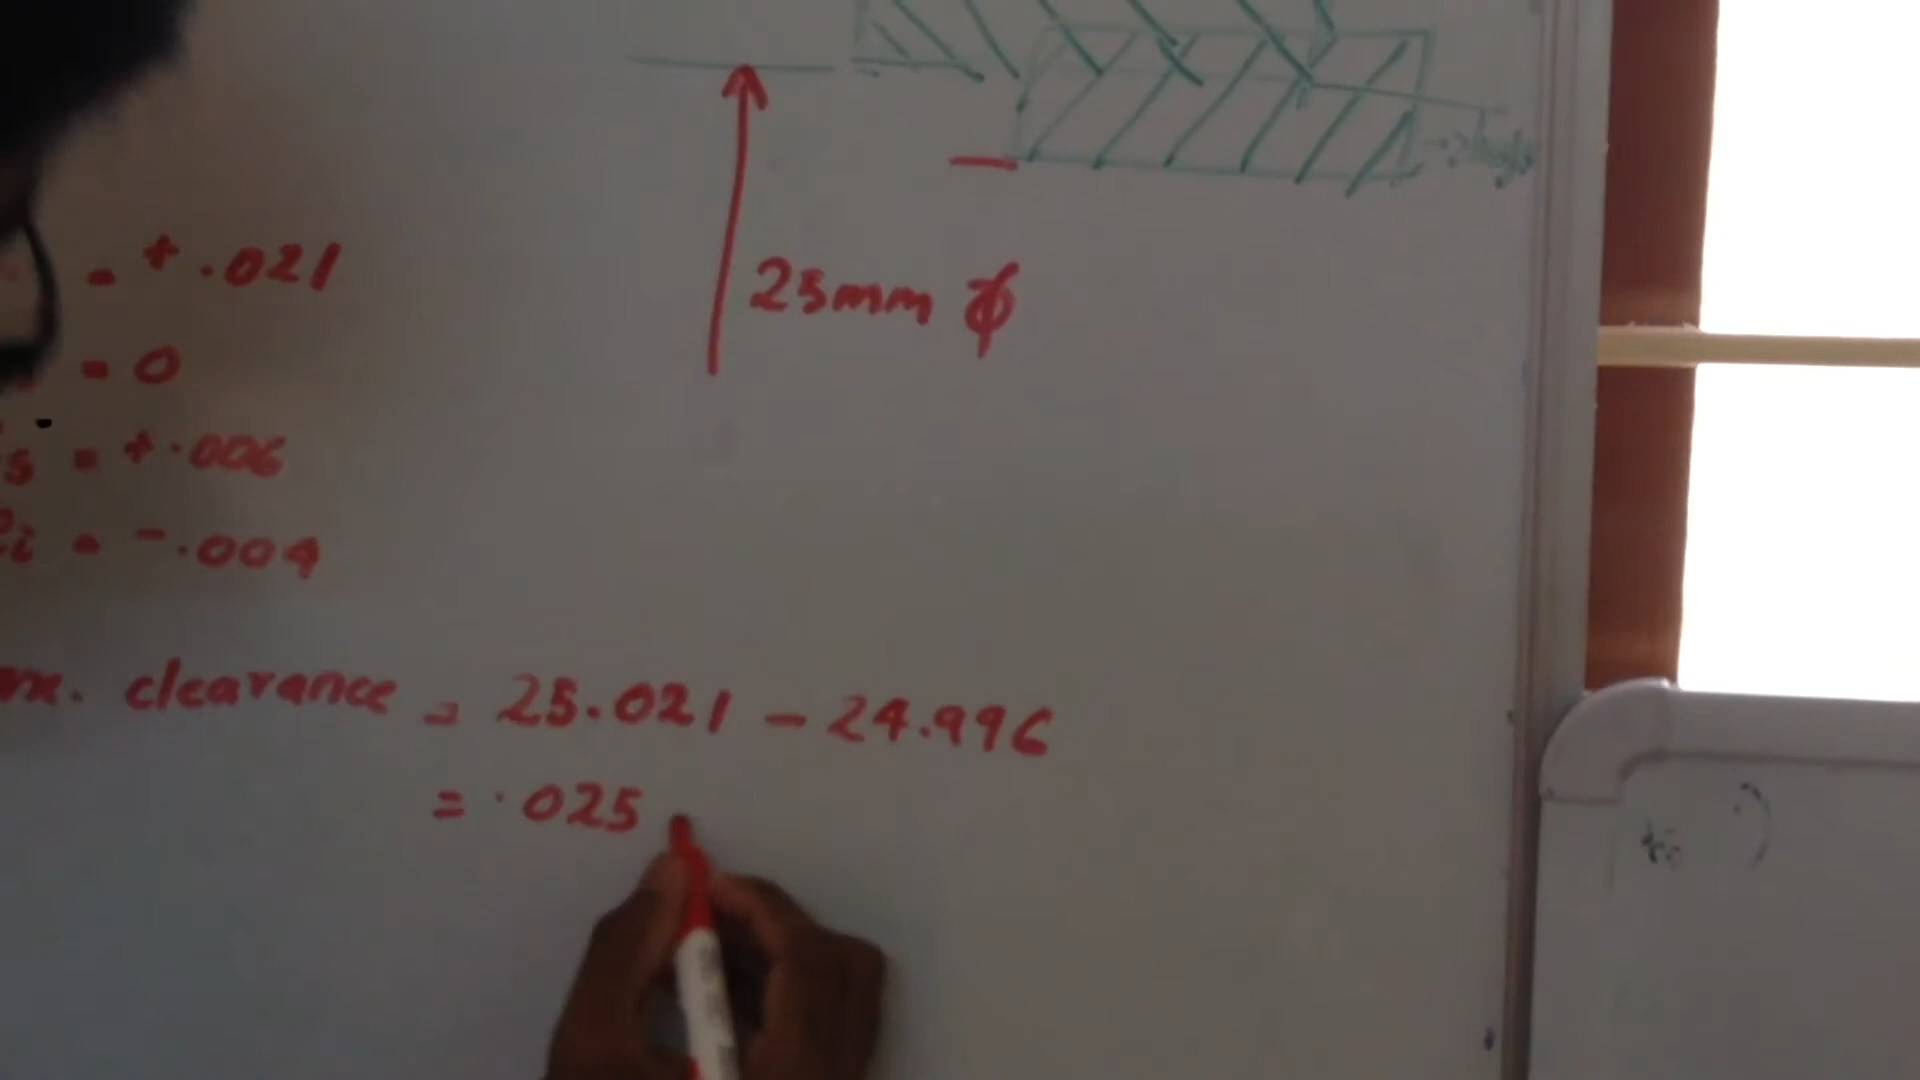 = +.021
25mm φ
= 0
s = +.006
i = -.004
clearance = 25.021 - 24.996
= .025